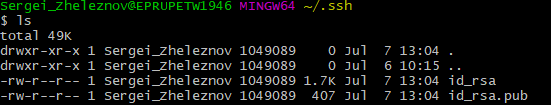 Sergei_Zheleznov@EPRUPETW1946 MINGW64 ~/.ssh
$ ls
total 49K
drwxr-xr-x 1 Sergei_Zheleznov 1049089    0 Jul  7 13:04 .
drwxr-xr-x 1 Sergei_Zheleznov 1049089    0 Jul  6 10:15 ..
-rw-r--r-- 1 Sergei_Zheleznov 1049089 1.7K Jul  7 13:04 id_rsa
-rw-r--r-- 1 Sergei_Zheleznov 1049089  407 Jul  7 13:04 id_rsa.pub